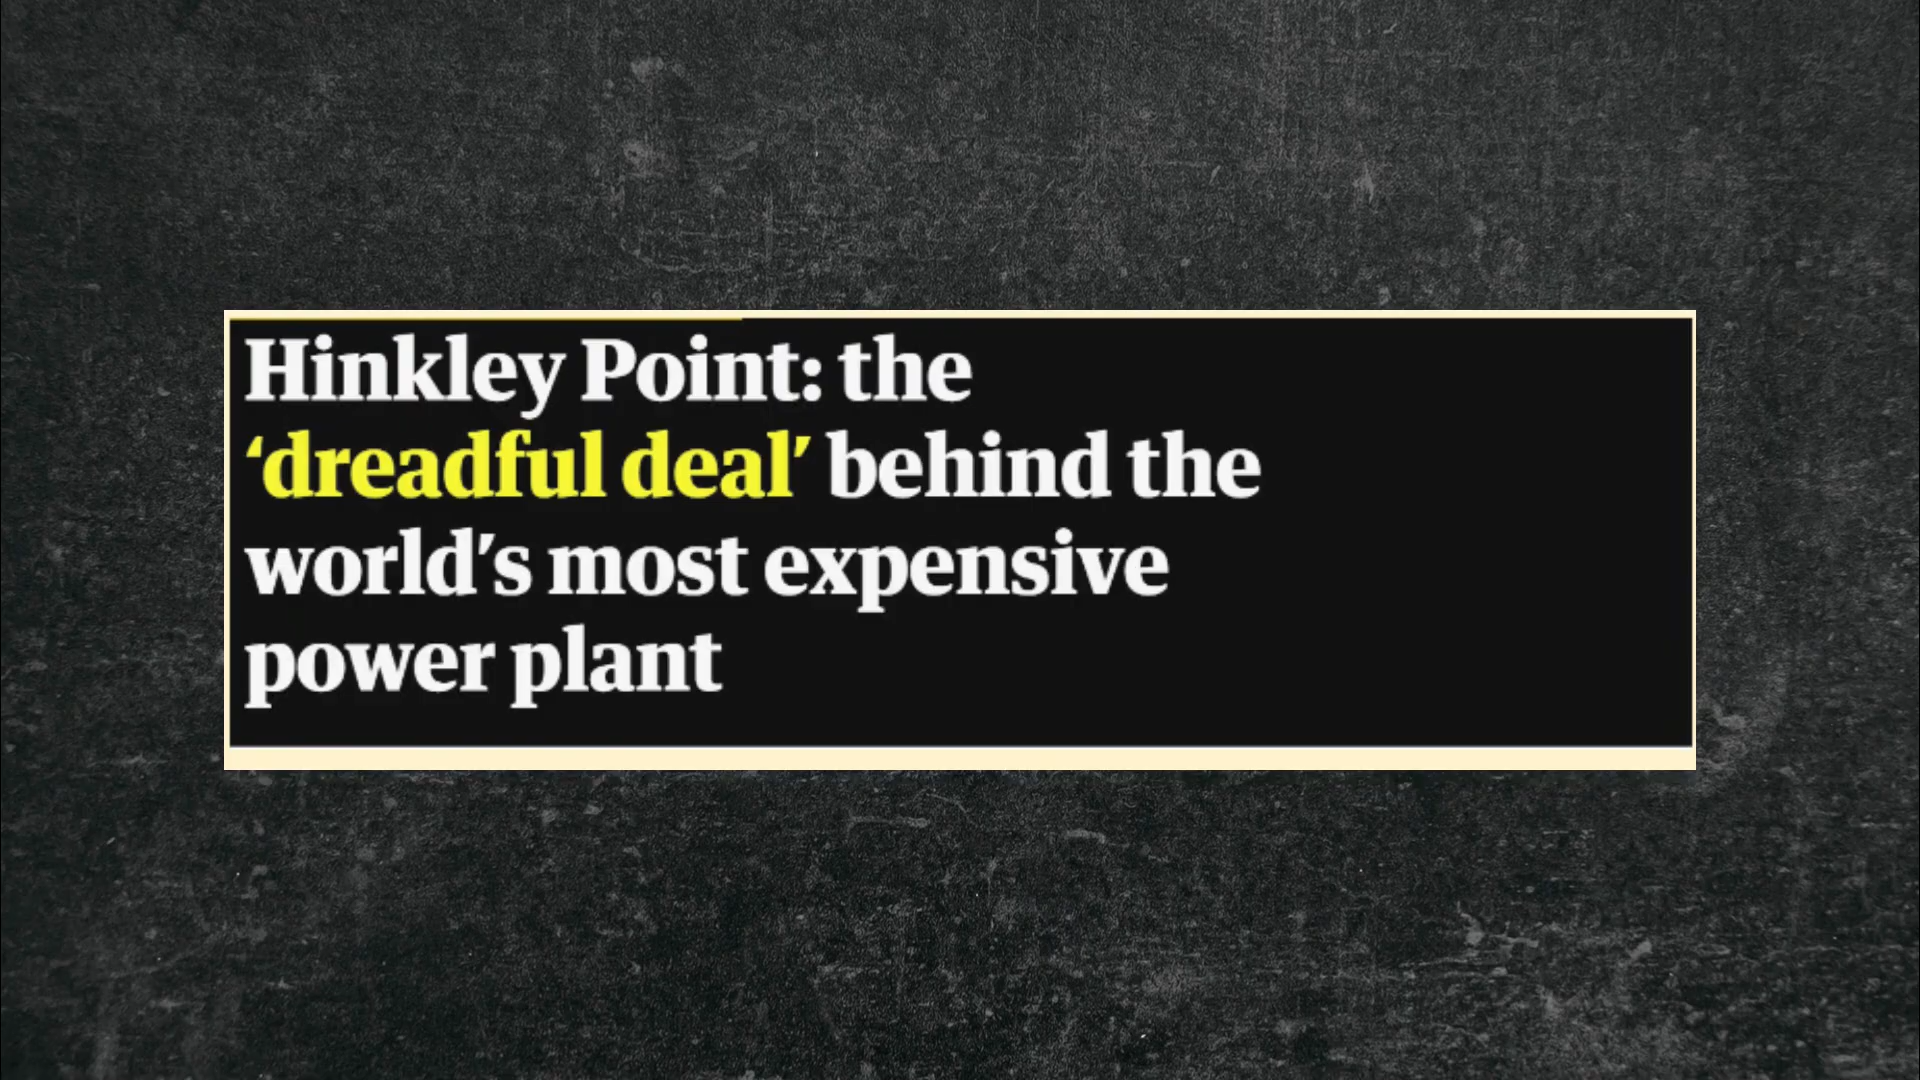 Hinkley Point: the
‘dreadful deal’ behind the
world’s most expensive
power plant